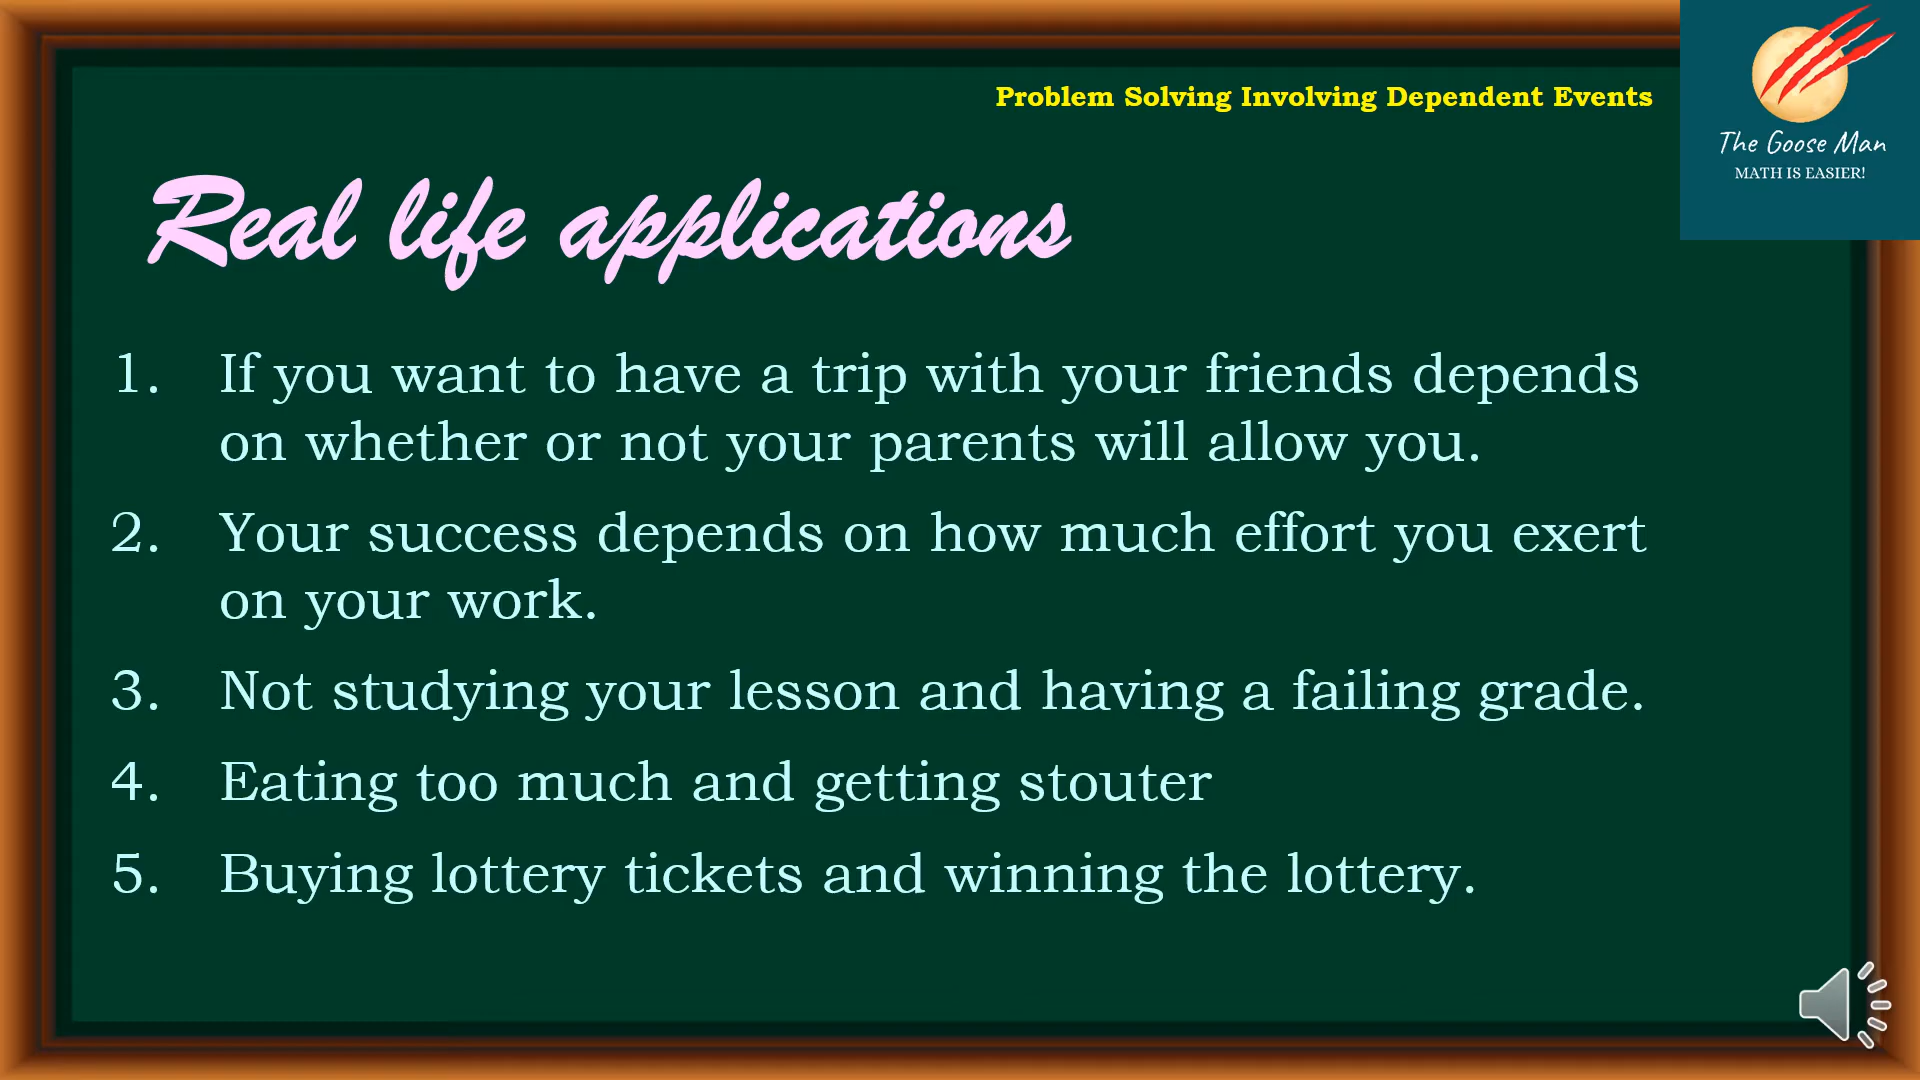 Problem Solving Involving Dependent Events
The Goose Man
MATH IS EASIER!
Real life applications
1. If you want to have a trip with your friends depends
on whether or not your parents will allow you.
2. Your success depends on how much effort you exert
on your work.
3. Not studying your lesson and having a failing grade.
4. Eating too much and getting stouter
5. Buying lottery tickets and winning the lottery.